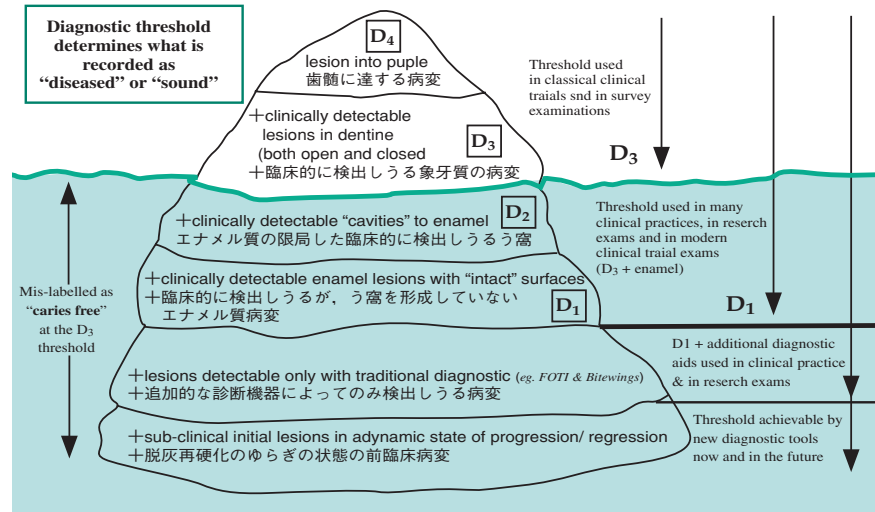 Diagnostic threshold
determines what is
recorded as
“diseased” or “sound”
D4
lesion into puple
歯髄に達する病変
+clinically detectable
lesions in dentine
(both open and closed
D3
+臨床的に検出しうる象牙質の病変
Threshold used
in classical clinical
traials snd in survey
examinations
D3
+clinically detectable “cavities” to enamel
D2
エナメル質の限局した臨床的に検出しうるう窩
+clinically detectable enamel lesions with “intact” surfaces
+臨床的に検出しうるが，う窩を形成していない
エナメル質病変
D1
Threshold used in many
clinical practices, in reserch
exams and in modern
clinical traial exams
(D3 + enamel)
D1
Mis-labelled as
“caries free”
at the D3
threshold
+lesions detectable only with traditional diagnostic (eg. FOTI & Bitewings)
+追加的な診断機器によってのみ検出しうる病変
D1 + additional diagnostic
aids used in clinical practice
& in reserch exams
+sub-clinical initial lesions in adynamic state of progression/ regression
+脱灰再硬化のゆらぎの状態の前臨床病変
Threshold achievable by
new diagnostic tools
now and in the future